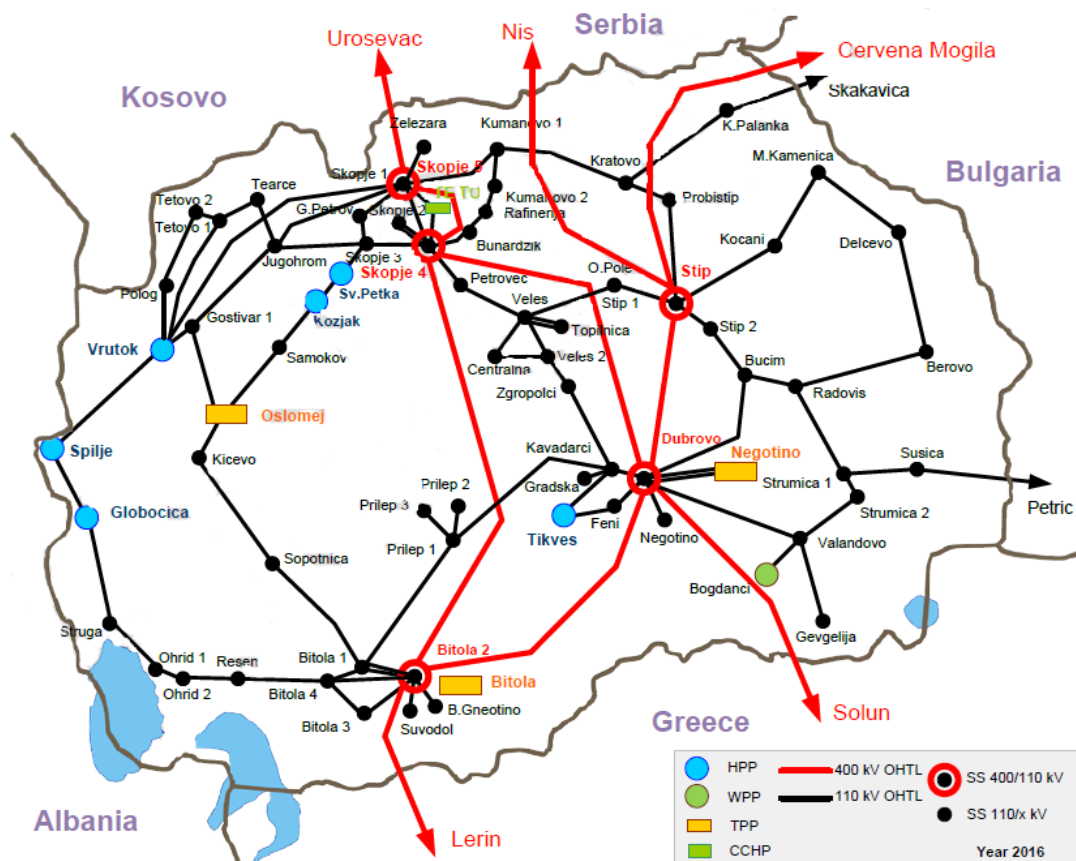 Serbia
Urosevac
Nis
Cervena Mogila
Kosovo
Skakavica
Zelezara
Kumanovo 1
K.Palanka
Bulgaria
Skopje 1
Skopje 5
Kratovo
M.Kamenica
Tearce
Tetovo 2
Tetovo 1
G.Petrov
Skopje 2
TE TO
Kumanovo 2
Rafinenja
Probistip
Kocani
Delcevo
Jugohrom
Skopje 3
Skopje 4
Bunardzik
Petrovec
O.Pole
Stip
Polog
Sv.Petka
Veles
Stip 1
Gostivar 1
Kozjak
Topilnica
Stip 2
Vrutok
Samokov
Centralna
Veles 2
Bucim
Berovo
Zgropolci
Radovis
Oslomej
Spilje
Kicevo
Kavadarci
Dubrovo
Negotino
Susica
Gradska
Strumica 1
Prilep 2
Prilep 3
Globocica
Tikves
Feni
Negotino
Strumica 2
Petric
Prilep 1
Valandovo
Sopotnica
Bogdanci
Struga
Gevgelija
Ohrid 1
Resen
Bitola 1
Bitola 2
Ohrid 2
Bitola 4
Bitola
Bitola 3
Suvodol
B.Gneotino
Greece
Solun
Albania
Lerin
HPP
400 kV OHTL
SS 400/110 kV
WPP
110 kV OHTL
SS 110/x kV
TPP
CCHP
Year 2016